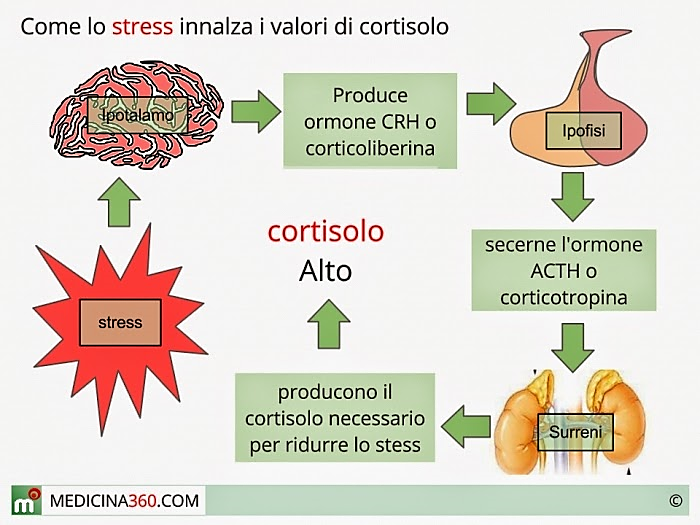 Come lo stress innalza i valori di cortisolo
Ipotalamo
Produce
ormone CRH o
corticoliberina
Ipofisi
secerne l'ormone
ACTH o
corticotropina
Surreni
producono il
cortisolo necessario
per ridurre lo stess
cortisolo
Alto
stress
m MEDICINA360.COM ©